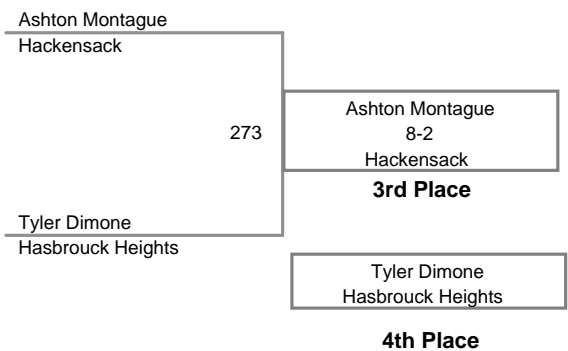 Ashton Montague
Hackensack
273
Ashton Montague
8-2
Hackensack
3rd Place
Tyler Dimone
Hasbrouck Heights
Tyler Dimone
Hasbrouck Heights
4th Place